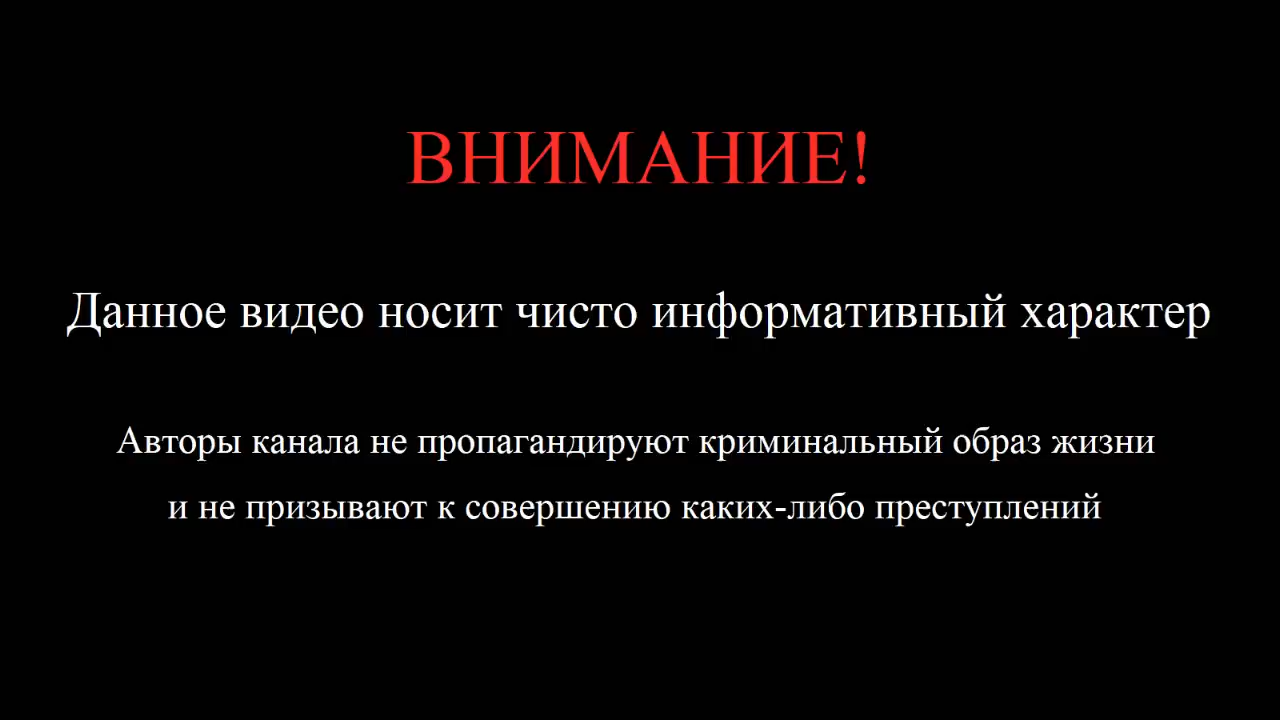 ВНИМАНИЕ!
Данное видео носит чисто информативный характер
Авторы канала не пропагандируют криминальный образ жизни
и не призывают к совершению каких-либо преступлений